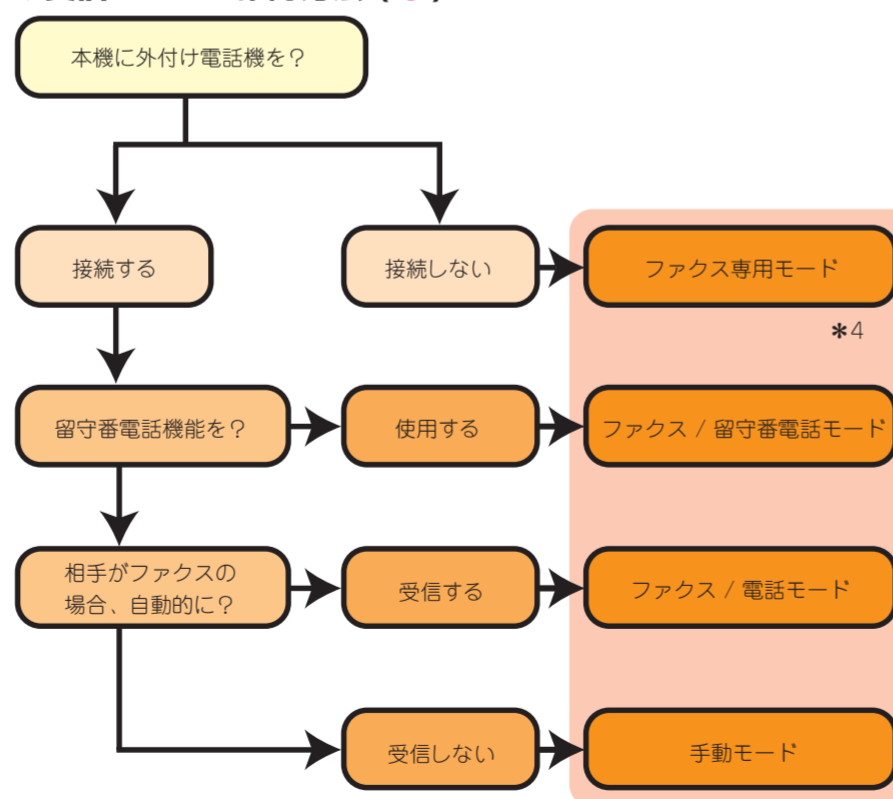 本機に外付け電話機を？
接続する
接続しない
ファクス専用モード
＊4
留守番電話機能を？
使用する
ファクス / 留守番電話モード
相手がファクスの
場合、自動的に？
受信する
ファクス / 電話モード
受信しない
手動モード